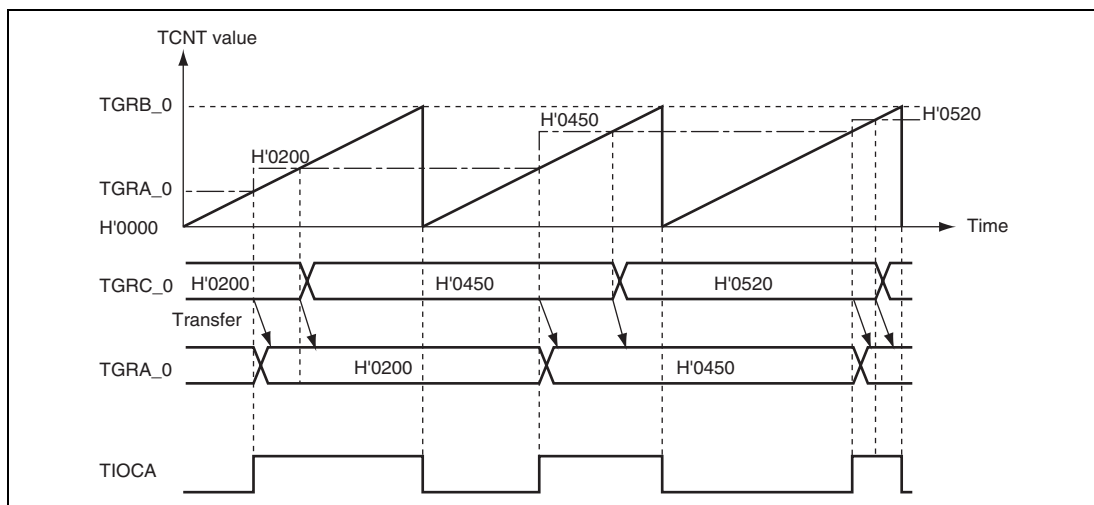 TCNT value
TGRB_0
H'0520
H'0450
H'0200
TGRA_0
H'0000
Time
TGRC_0
H'0200
H'0450
H'0520
Transfer
TGRA_0
H'0200
H'0450
TIOCA